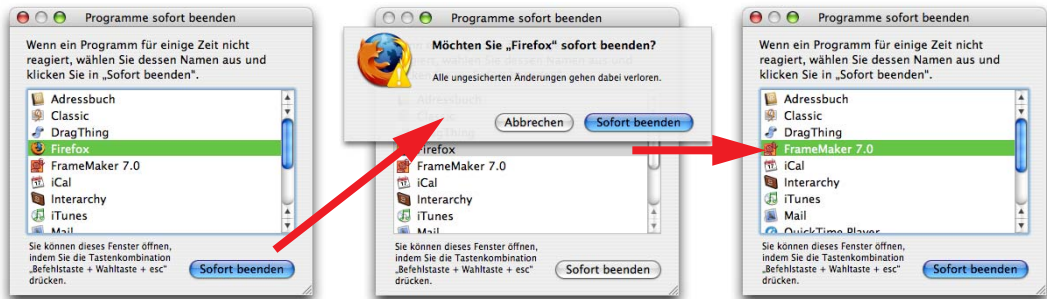 Programme sofort beenden
Wenn ein Programm für einige Zeit nicht
reagiert, wählen Sie dessen Namen aus und
klicken Sie in „Sofort beenden".
Adressbuch
Classic
DragThing
Firefox
FrameMaker 7.0
iCal
Interarchy
iTunes
Mail
Sie können dieses Fenster öffnen,
indem Sie die Tastenkombination
„Befehlstaste + Wahltaste + esc"
drücken.
Sofort beenden
Programme sofort beenden
Möchten Sie „Firefox" sofort beenden?
Alle ungesicherten Änderungen gehen dabei verloren.
Abbrechen
Sofort beenden
Adressbuch
Classic
DragThing
Firefox
FrameMaker 7.0
iCal
Interarchy
iTunes
Mail
Sie können dieses Fenster öffnen,
indem Sie die Tastenkombination
„Befehlstaste + Wahltaste + esc"
drücken.
Sofort beenden
Programme sofort beenden
Wenn ein Programm für einige Zeit nicht
reagiert, wählen Sie dessen Namen aus und
klicken Sie in „Sofort beenden".
Adressbuch
Classic
DragThing
FrameMaker 7.0
iCal
Interarchy
iTunes
Mail
QuickTime Player
Sie können dieses Fenster öffnen,
indem Sie die Tastenkombination
„Befehlstaste + Wahltaste + esc"
drücken.
Sofort beenden